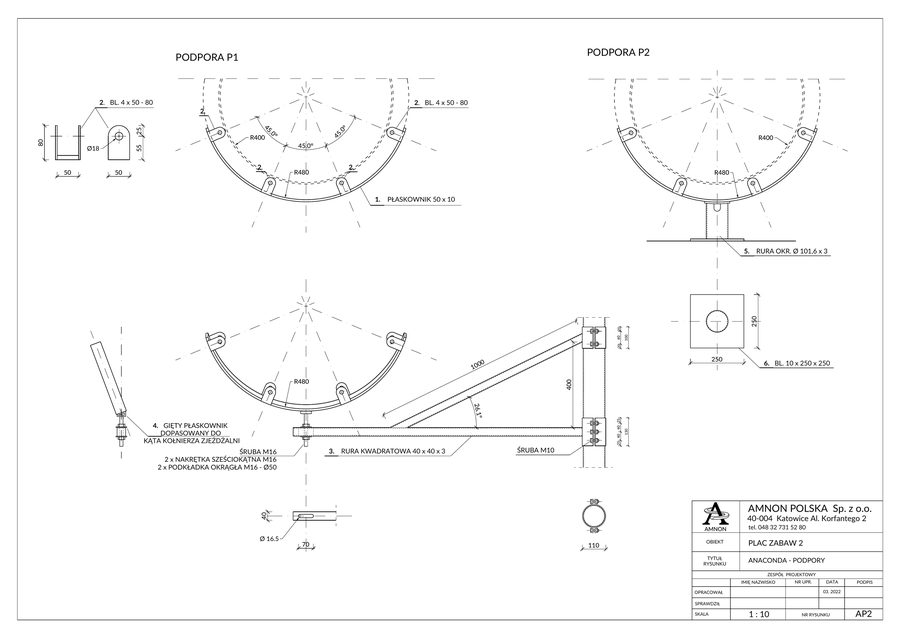 PODPORA P1
PODPORA P2
2. BL. 4 x 50 - 80
80
50
Ø18
50
25
55
2.
2. BL. 4 x 50 - 80
R400
45.0°
45.0°
45.0°
2.
2.
R480
1. PŁASKOWNIK 50 x 10
R400
R480
5. RURA OKR. Ø 101,6 x 3
250
250
6. BL. 10 x 250 x 250
R480
1000
26.1°
400
4. GIĘTY PŁASKOWNIK
DOPASOWANY DO
KĄTA KOŁNIERZA ZJEŻDŻALNI
ŚRUBA M16
2 x NAKRĘTKA SZEŚCIOKĄTNA M16
2 x PODKŁADKA OKRĄGŁA M16 - Ø50
3. RURA KWADRATOWA 40 x 40 x 3
ŚRUBA M10
40
Ø 16.5
70
110
AMNON
AMNON POLSKA Sp. z o.o.
40-004 Katowice Al. Korfantego 2
tel. 048 32 731 52 80
OBIEKT
PLAC ZABAW 2
TYTUŁ
RYSUNKU
ANACONDA - PODPORY
ZESPÓŁ PROJEKTOWY
IMIĘ NAZWISKO NR UPR. DATA PODPIS
OPRACOWAŁ 03. 2022
SPRAWDZIŁ
SKALA 1 : 10 NR RYSUNKU AP2